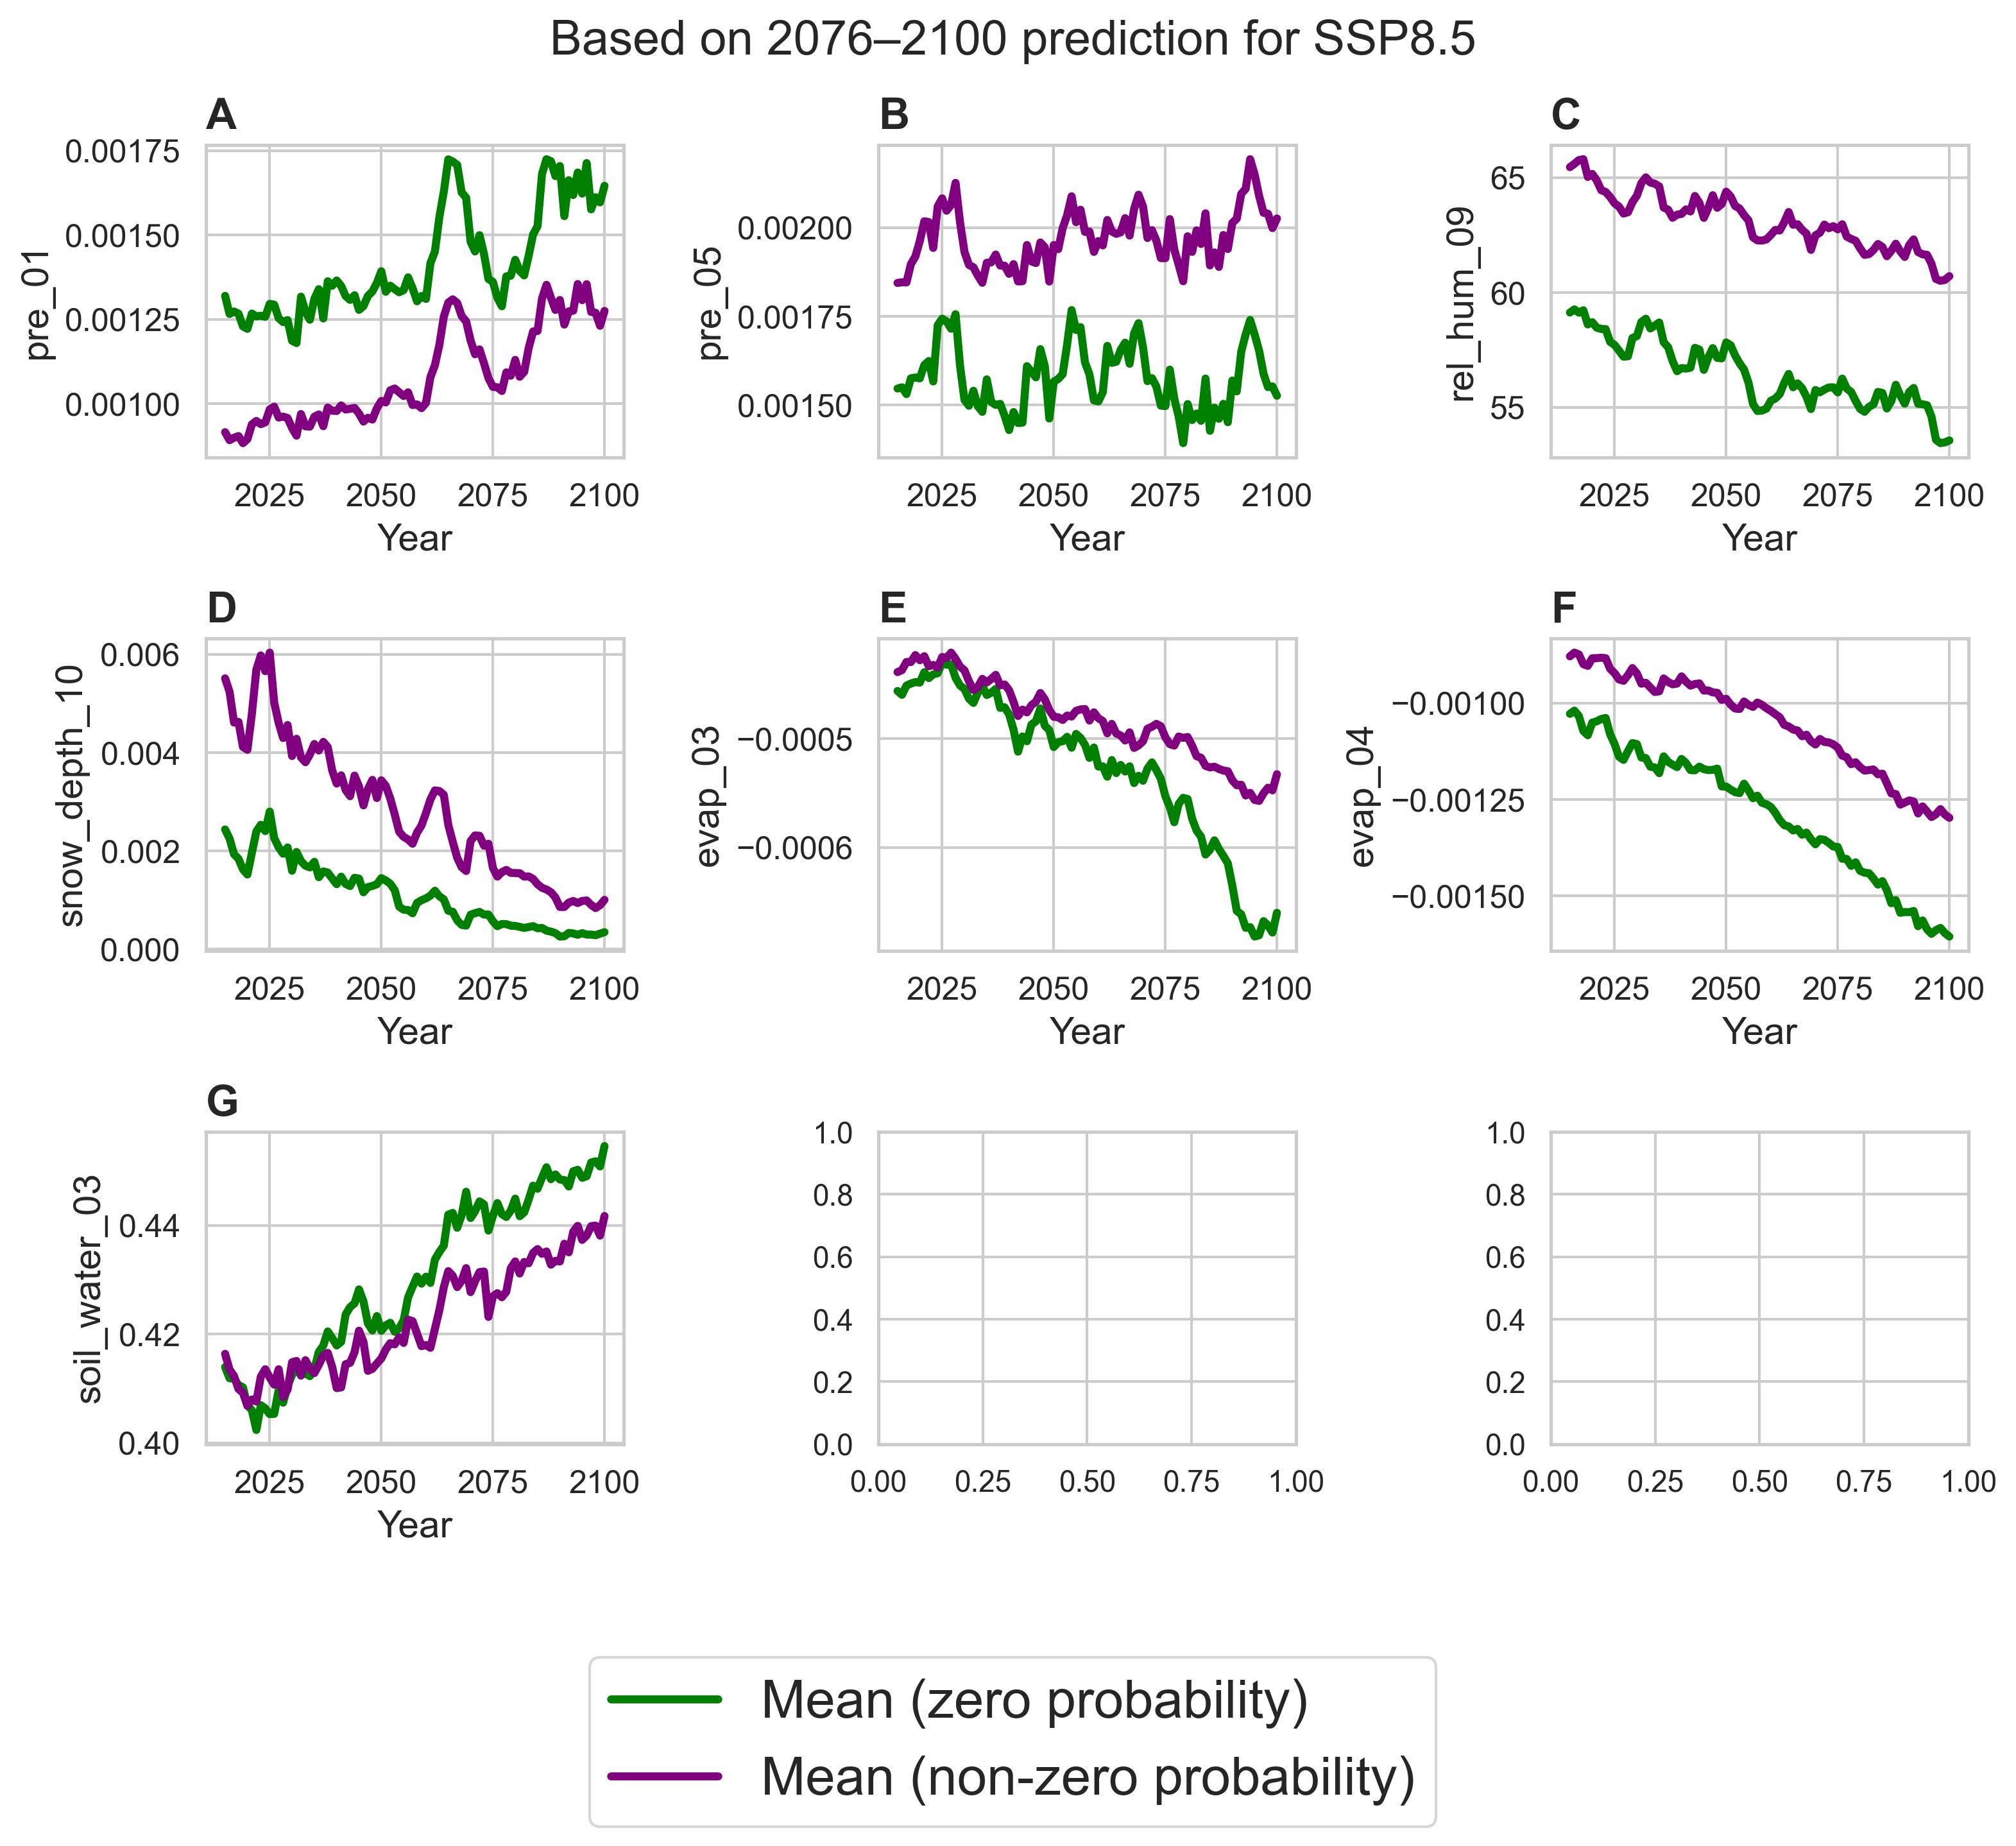 Based on 2076–2100 prediction for SSP8.5
A
pre_01
0.00175
0.00150
0.00125
0.00100
2025 2050 2075 2100
Year
B
pre_05
0.00200
0.00175
0.00150
2025 2050 2075 2100
Year
C
rel_hum_09
65
60
55
2025 2050 2075 2100
Year
D
snow_depth_10
0.006
0.004
0.002
0.000
2025 2050 2075 2100
Year
E
evap_03
−0.0005
−0.0006
2025 2050 2075 2100
Year
F
evap_04
−0.00100
−0.00125
−0.00150
2025 2050 2075 2100
Year
G
soil_water_03
0.44
0.42
0.40
2025 2050 2075 2100
Year
1.0
0.8
0.6
0.4
0.2
0.0
0.00 0.25 0.50 0.75 1.00
1.0
0.8
0.6
0.4
0.2
0.0
0.00 0.25 0.50 0.75 1.00
Mean (zero probability)
Mean (non-zero probability)